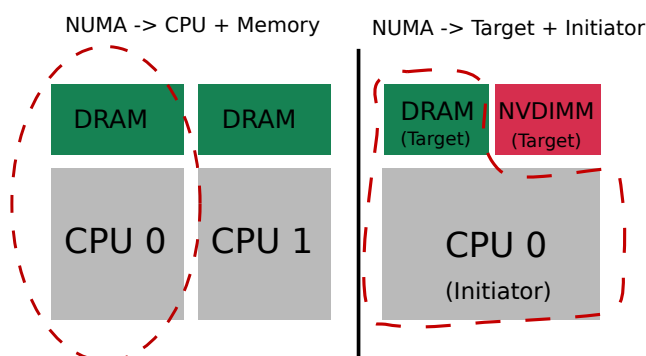 NUMA -> CPU + Memory
DRAM
DRAM
CPU 0
CPU 1
NUMA -> Target + Initiator
DRAM
(Target)
NVDIMM
(Target)
CPU 0
(Initiator)